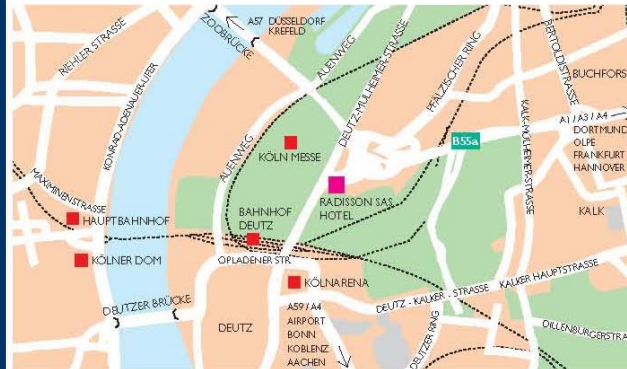 A57 DÜSSELDORF
KREFELD
ZOOBRÜCKE
RIEHLER STRASSE
KONRAD-ADENAUER-UFER
AUENWEG
DEUTZ-MÜLHEIMER-STRASSE
PFÄLZISCHER RING
BERTOLDISTRASSE
BUCHFORS
KALK-MÜLHEIMER-STRASSE
A1 / A3 / A4
DORTMUND
OLPE
FRANKFURT
HANNOVER
B55a
KÖLN MESSE
AUENWEG
RADISSON SAS
HOTEL
MAXIMINENSTRASSE
HAUPTBAHNHOF
BAHNHOF
DEUTZ
KALK
KÖLNER DOM
OPLADENER STR.
KÖLNARENA
DEUTZ - KALKER - STRASSE
KALKER HAUPTSTRASSE
DEUTZER BRÜCKE
DEUTZ
A59 / A4
AIRPORT
BONN
KOBLENZ
AACHEN
DEUTZER RING
DILLENBURGERSTRA